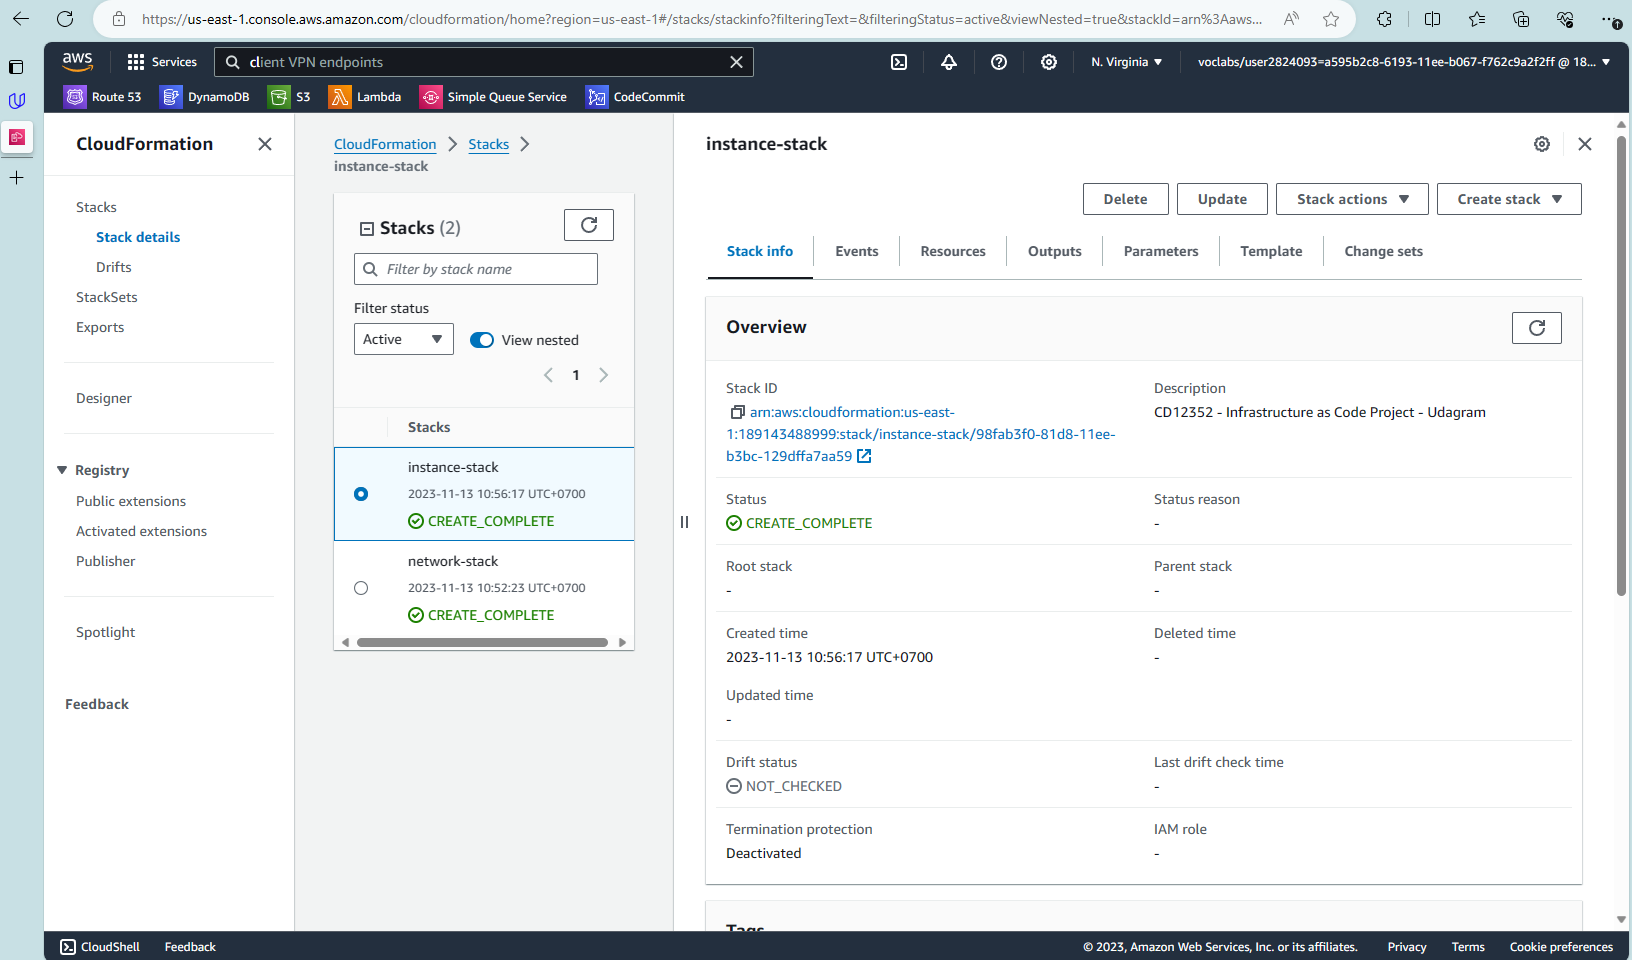 https://us-east-1.console.aws.amazon.com/cloudformation/home?region=us-east-1#/stacks/stackinfo?filteringText=&filteringStatus=active&viewNested=true&stackId=arn%3Aaws...
aws
Services
client VPN endpoints
N. Virginia
voclabs/user2824093=a595b2c8-6193-11ee-b067-f762c9a2f2ff @ 18...
Route 53
DynamoDB
S3
Lambda
Simple Queue Service
CodeCommit
CloudFormation
Stacks
Stack details
Drifts
StackSets
Exports
Designer
Registry
Public extensions
Activated extensions
Publisher
Spotlight
Feedback
CloudFormation
Stacks
instance-stack
Stacks (2)
Filter by stack name
Filter status
Active
View nested
1
Stacks
instance-stack
2023-11-13 10:56:17 UTC+0700
CREATE_COMPLETE
network-stack
2023-11-13 10:52:23 UTC+0700
CREATE_COMPLETE
instance-stack
Delete
Update
Stack actions
Create stack
Stack info
Events
Resources
Outputs
Parameters
Template
Change sets
Overview
Stack ID
arn:aws:cloudformation:us-east-
1:189143488999:stack/instance-stack/98fab3f0-81d8-11ee-
b3bc-129dffa7aa59
Description
CD12352 - Infrastructure as Code Project - Udagram
Status
CREATE_COMPLETE
Status reason
-
Root stack
-
Parent stack
-
Created time
2023-11-13 10:56:17 UTC+0700
Deleted time
-
Updated time
-
Drift status
NOT_CHECKED
Last drift check time
-
Termination protection
Deactivated
IAM role
-
Tags
CloudShell
Feedback
© 2023, Amazon Web Services, Inc. or its affiliates.
Privacy
Terms
Cookie preferences